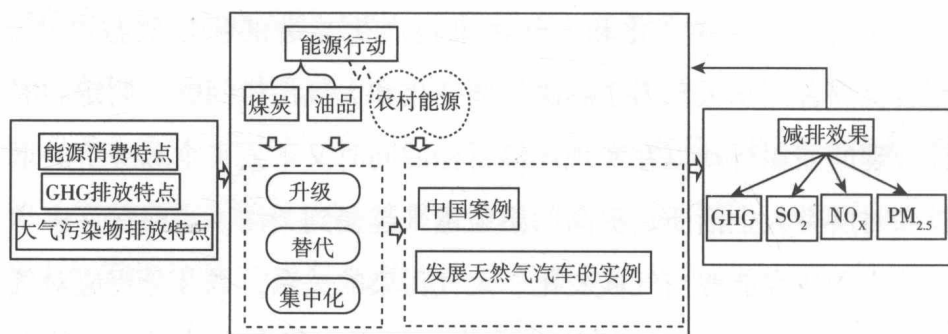 能源消费特点
GHG排放特点
大气污染物排放特点
能源行动
煤炭
油品
农村能源
升级
替代
集中化
中国案例
发展天然气汽车的实例
减排效果
GHG
SO₂
NOₓ
PM₂.₅